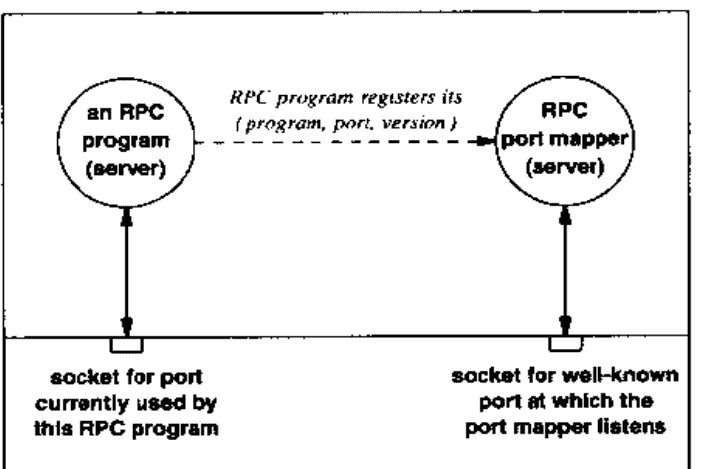 an RPC
program
(server)
RPC program registers its
(program, port, version)
RPC
port mapper
(server)
socket for port
currently used by
this RPC program
socket for well-known
port at which the
port mapper listens